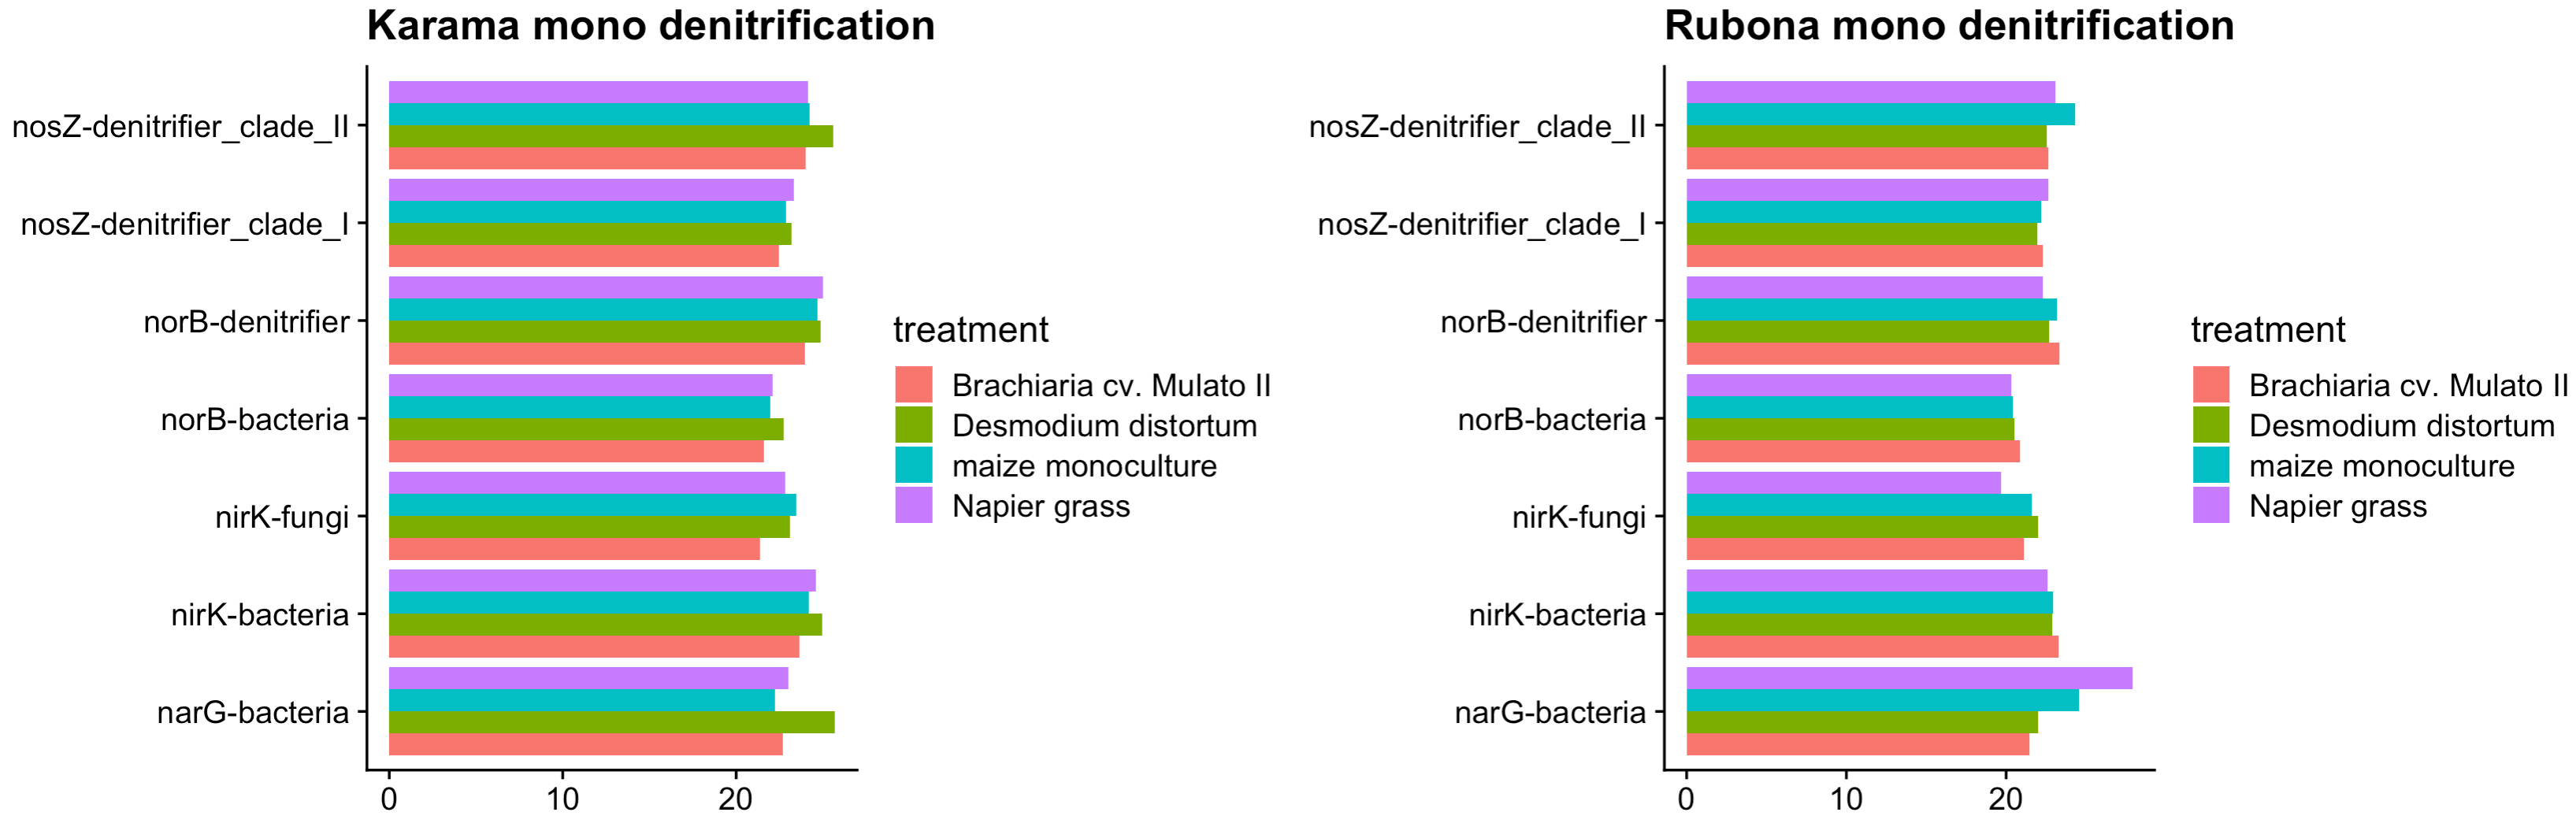 Karama mono denitrification
nosZ-denitrifier_clade_II
nosZ-denitrifier_clade_I
norB-denitrifier
norB-bacteria
nirK-fungi
nirK-bacteria
narG-bacteria
0 10 20
treatment
Brachiaria cv. Mulato II
Desmodium distortum
maize monoculture
Napier grass
Rubona mono denitrification
nosZ-denitrifier_clade_II
nosZ-denitrifier_clade_I
norB-denitrifier
norB-bacteria
nirK-fungi
nirK-bacteria
narG-bacteria
0 10 20
treatment
Brachiaria cv. Mulato II
Desmodium distortum
maize monoculture
Napier grass